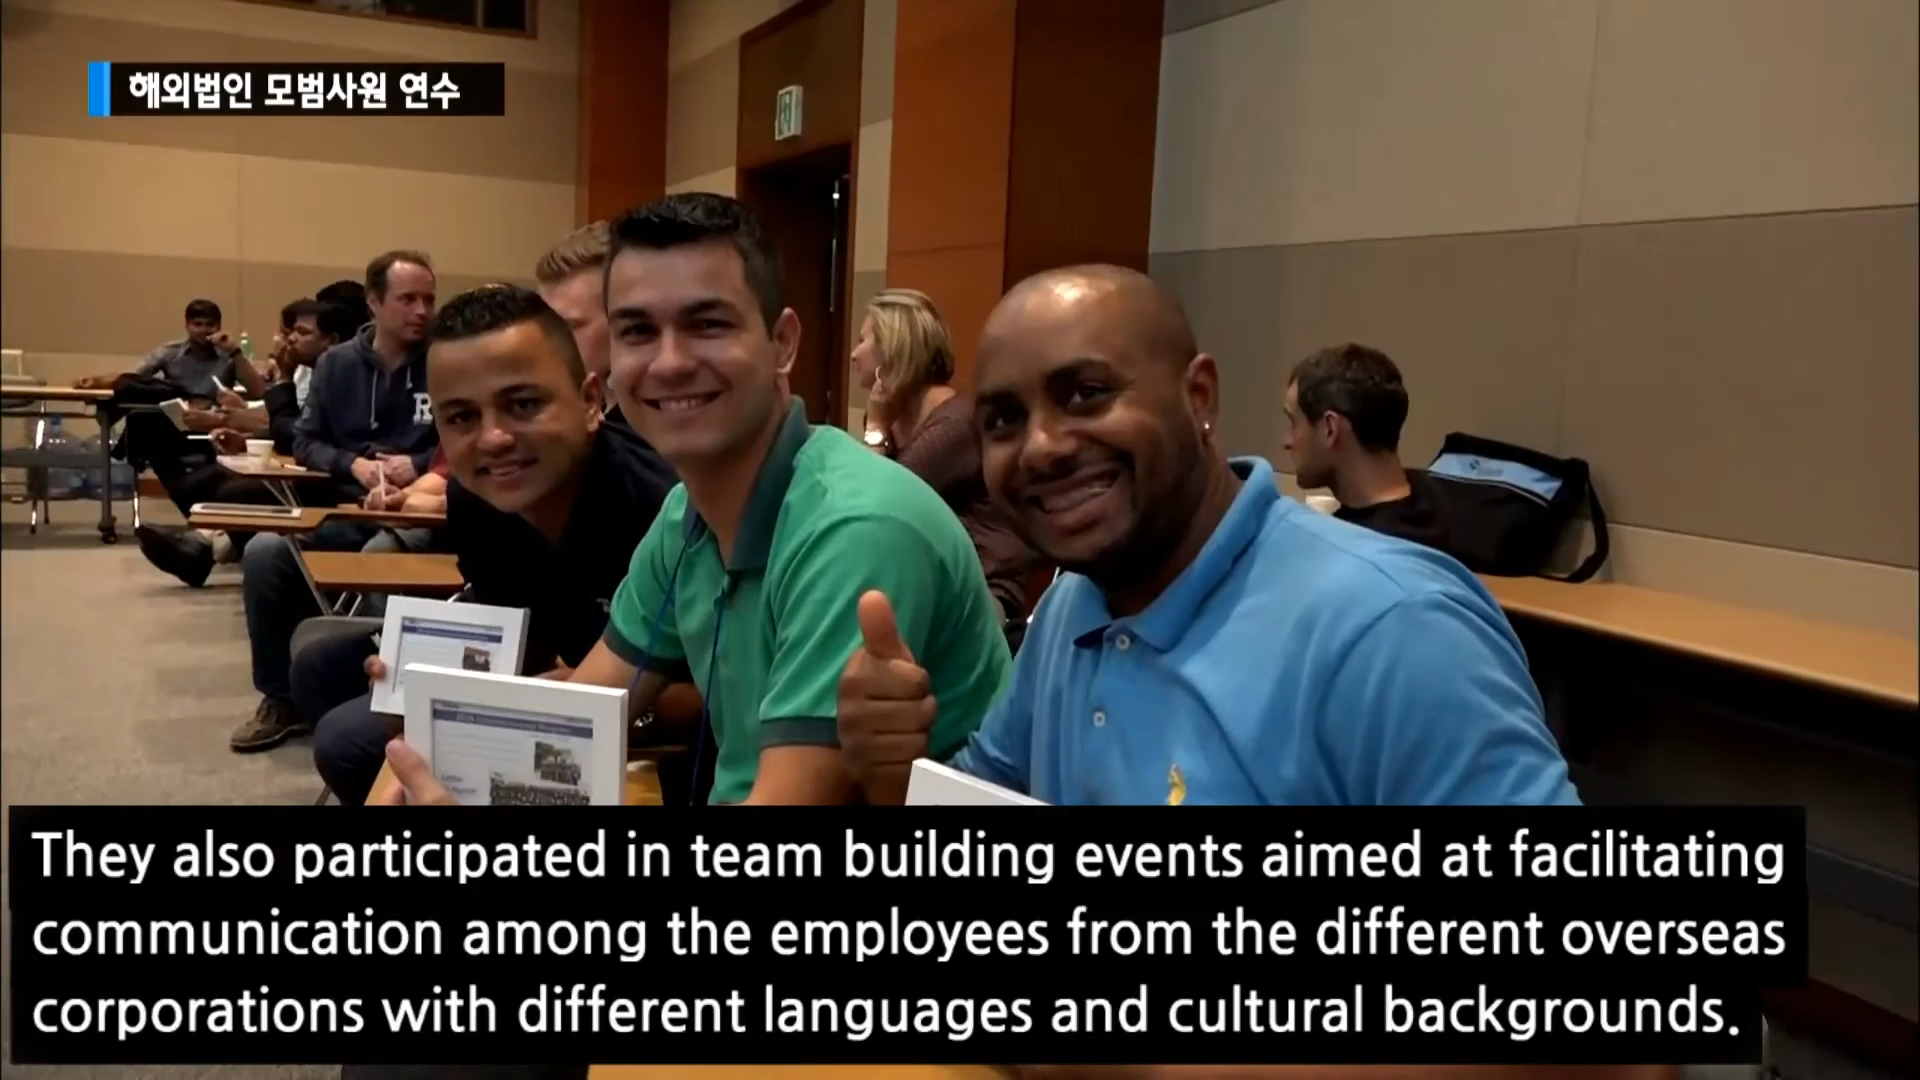 해외법인 모범사원 연수
R
They also participated in team building events aimed at facilitating
communication among the employees from the different overseas
corporations with different languages and cultural backgrounds.